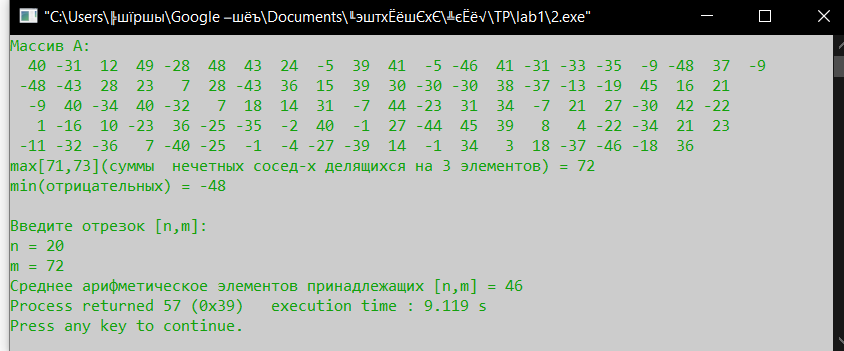 "C:\Users\╠шїршы\Google –шёъ\Documents\╙эштхЁёшЄхЄ\╩єЁё√\TP\lab1\2.exe"
Массив A:
40 -31 12 49 -28 48 43 24 -5 39 41 -5 -46 41 -31 -33 -35 -9 -48 37 -9
-48 -43 28 23 7 28 -43 36 15 39 30 -30 -30 38 -37 -13 -19 45 16 21
-9 40 -34 40 -32 7 18 14 31 -7 44 -23 31 34 -7 21 27 -30 42 -22
1 -16 10 -23 36 -25 -35 -2 40 -1 27 -44 45 39 8 4 -22 -34 21 23
-11 -32 -36 7 -40 -25 -1 -4 -27 -39 14 -1 34 3 18 -37 -46 -18 36
max[71,73](суммы нечетных сосед-х делящихся на 3 элементов) = 72
min(отрицательных) = -48
Введите отрезок [n,m]:
n = 20
m = 72
Среднее арифметическое элементов принадлежащих [n,m] = 46
Process returned 57 (0x39) execution time : 9.119 s
Press any key to continue.